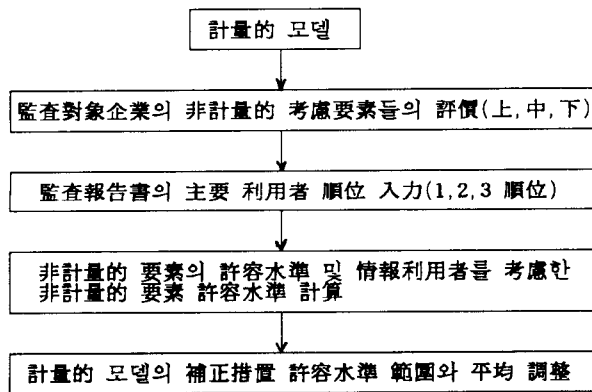 計量的 모델
監査對象企業의 非計量的 考慮要素들의 評價(上, 中, 下)
監査報告書의 主要 利用者 順位 入力(1, 2, 3 順位)
非計量的 要素의 許容水準 및 情報利用者를 考慮한
非計量的 要素 許容水準 計算
計量的 모델의 補正措置 許容水準 範圍와 平均 調整